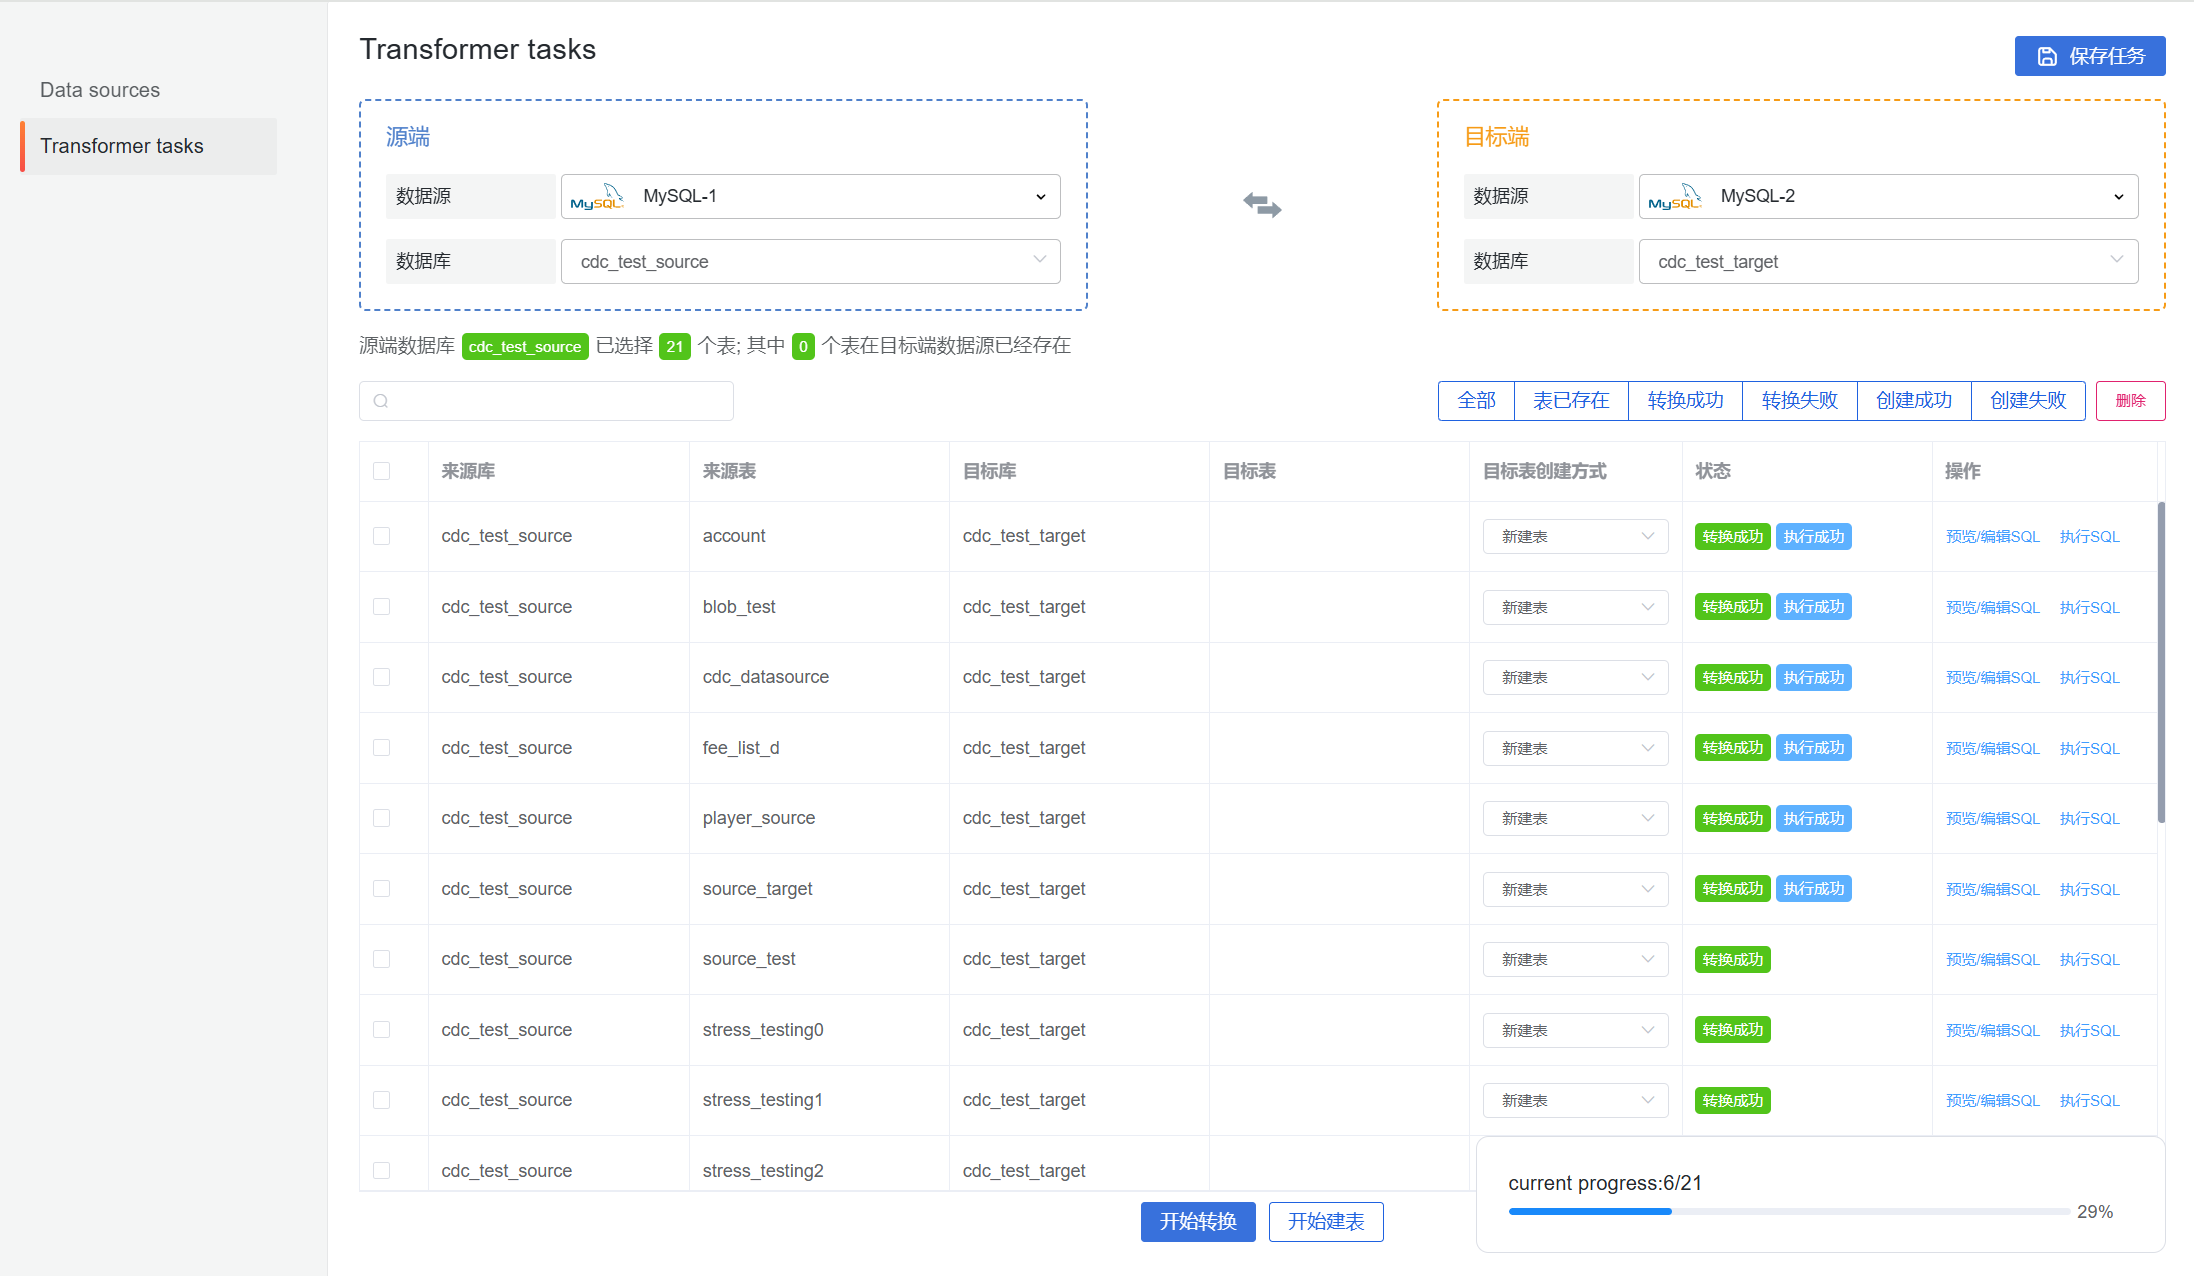 Transformer tasks
保存任务
Data sources
Transformer tasks
源端
数据源 MySQL MySQL-1
数据库 cdc_test_source
目标端
数据源 MySQL MySQL-2
数据库 cdc_test_target
源端数据库 cdc_test_source 已选择 21 个表; 其中 0 个表在目标端数据源已经存在
全部 表已存在 转换成功 转换失败 创建成功 创建失败 删除
来源库 来源表 目标库 目标表 目标表创建方式 状态 操作
cdc_test_source account cdc_test_target 新建表 转换成功 执行成功 预览/编辑SQL 执行SQL
cdc_test_source blob_test cdc_test_target 新建表 转换成功 执行成功 预览/编辑SQL 执行SQL
cdc_test_source cdc_datasource cdc_test_target 新建表 转换成功 执行成功 预览/编辑SQL 执行SQL
cdc_test_source fee_list_d cdc_test_target 新建表 转换成功 执行成功 预览/编辑SQL 执行SQL
cdc_test_source player_source cdc_test_target 新建表 转换成功 执行成功 预览/编辑SQL 执行SQL
cdc_test_source source_target cdc_test_target 新建表 转换成功 执行成功 预览/编辑SQL 执行SQL
cdc_test_source source_test cdc_test_target 新建表 转换成功 预览/编辑SQL 执行SQL
cdc_test_source stress_testing0 cdc_test_target 新建表 转换成功 预览/编辑SQL 执行SQL
cdc_test_source stress_testing1 cdc_test_target 新建表 转换成功 预览/编辑SQL 执行SQL
cdc_test_source stress_testing2 cdc_test_target
current progress:6/21
29%
开始转换 开始建表